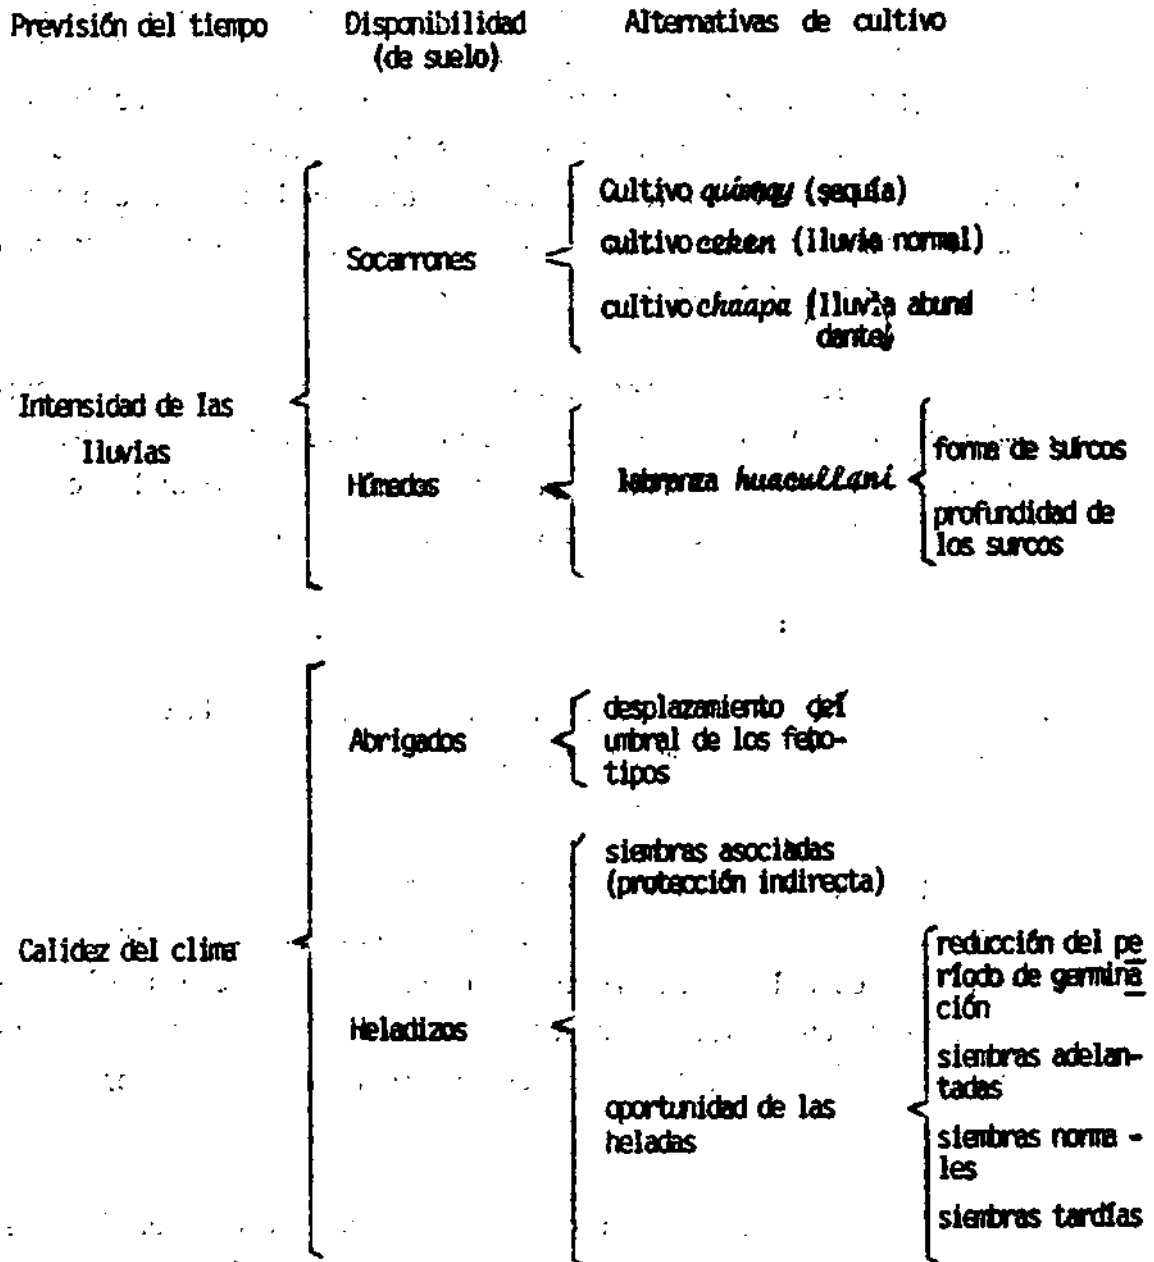 Previsión del tiempo
Disponibilidad
(de suelo)
Alternativas de cultivo
Intensidad de las
lluvias
Socarrones
Cultivo (sequía)
cultivo ceken (lluvia normal)
cultivo chaapa (lluvia abund
dante)
Húmedos
labranza huacullani
forma de surcos
profundidad de
los surcos
Calidez del clima
Abrigados
desplazamiento del
umbral de los feno-
tipos
Heladizos
siembras asociadas
(protección indirecta)
oportunidad de las
heladas
reducción del pe
ríodo de germina
ción
siembras adelan-
tadas
siembras norma -
les
siembras tardías